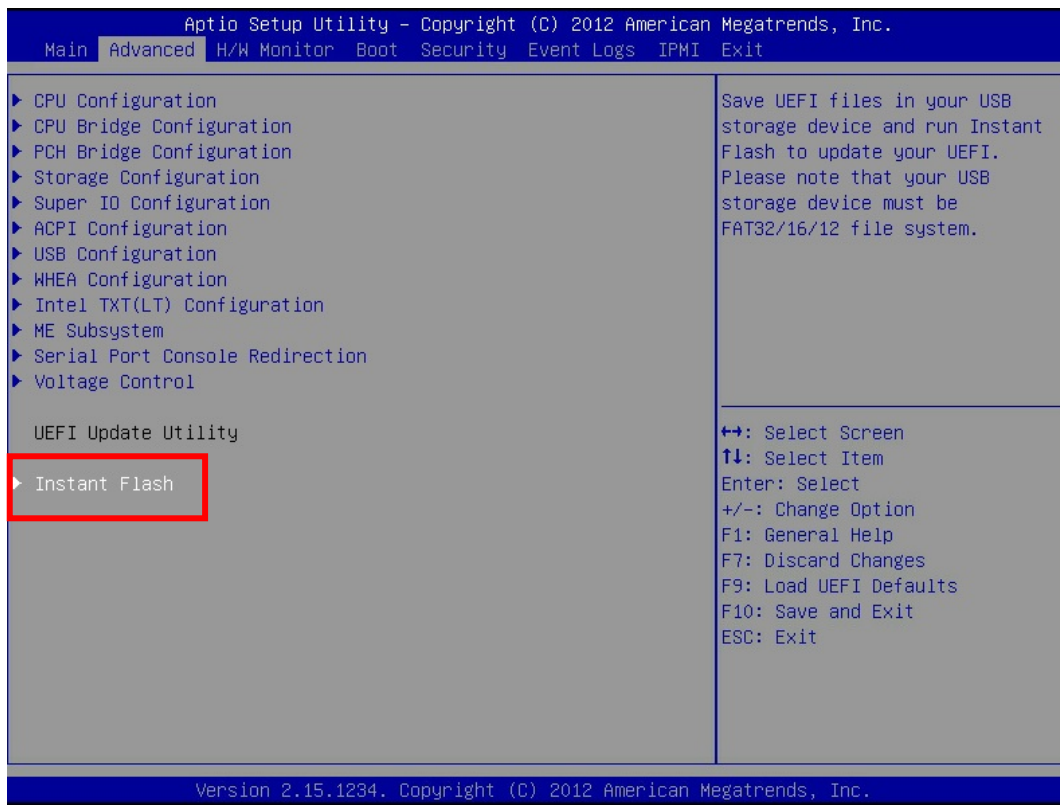 Aptio Setup Utility – Copyright (C) 2012 American Megatrends, Inc.
Main Advanced H/W Monitor Boot Security Event Logs IPMI Exit
CPU Configuration
CPU Bridge Configuration
PCH Bridge Configuration
Storage Configuration
Super IO Configuration
ACPI Configuration
USB Configuration
WHEA Configuration
Intel TXT(LT) Configuration
ME Subsystem
Serial Port Console Redirection
Voltage Control
UEFI Update Utility
Instant Flash
Save UEFI files in your USB
storage device and run Instant
Flash to update your UEFI.
Please note that your USB
storage device must be
FAT32/16/12 file system.
↔: Select Screen
↑↓: Select Item
Enter: Select
+/-: Change Option
F1: General Help
F7: Discard Changes
F9: Load UEFI Defaults
F10: Save and Exit
ESC: Exit
Version 2.15.1234. Copyright (C) 2012 American Megatrends, Inc.